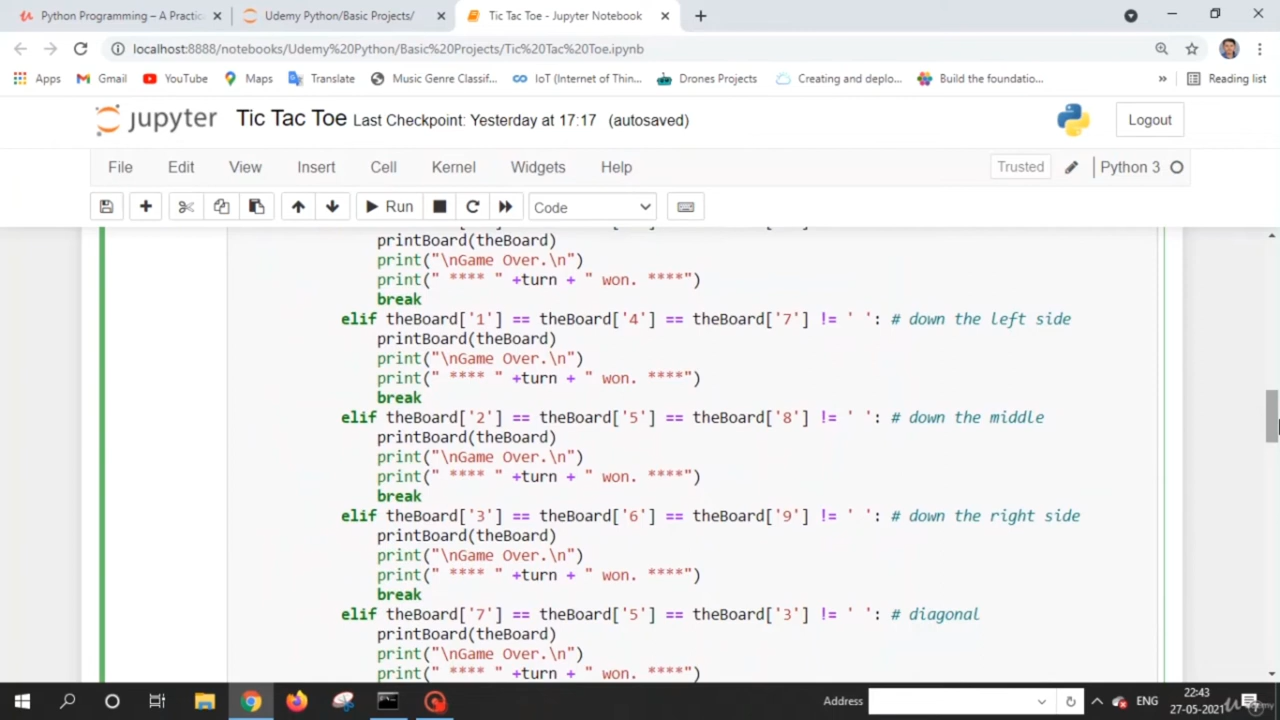 Python Programming – A Practic
Udemy Python/Basic Projects/
Tic Tac Toe - Jupyter Notebook
localhost:8888/notebooks/Udemy%20Python/Basic%20Projects/Tic%20Tac%20Toe.ipynb
Apps
Gmail
YouTube
Maps
Translate
Music Genre Classif...
IoT (Internet of Thin...
Drones Projects
Creating and deplo...
Build the foundatio...
»
Reading list
jupyter
Tic Tac Toe Last Checkpoint: Yesterday at 17:17 (autosaved)
Logout
File Edit View Insert Cell Kernel Widgets Help
Trusted
Python 3
Run
Code
printBoard(theBoard)
print("\nGame Over.\n")
print(" **** " +turn + " won. ****")
break
elif theBoard['1'] == theBoard['4'] == theBoard['7'] != ' ': # down the left side
printBoard(theBoard)
print("\nGame Over.\n")
print(" **** " +turn + " won. ****")
break
elif theBoard['2'] == theBoard['5'] == theBoard['8'] != ' ': # down the middle
printBoard(theBoard)
print("\nGame Over.\n")
print(" **** " +turn + " won. ****")
break
elif theBoard['3'] == theBoard['6'] == theBoard['9'] != ' ': # down the right side
printBoard(theBoard)
print("\nGame Over.\n")
print(" **** " +turn + " won. ****")
break
elif theBoard['7'] == theBoard['5'] == theBoard['3'] != ' ': # diagonal
printBoard(theBoard)
print("\nGame Over.\n")
print(" **** " +turn + " won. ****")
Address
ENG
22:43
27-05-2021